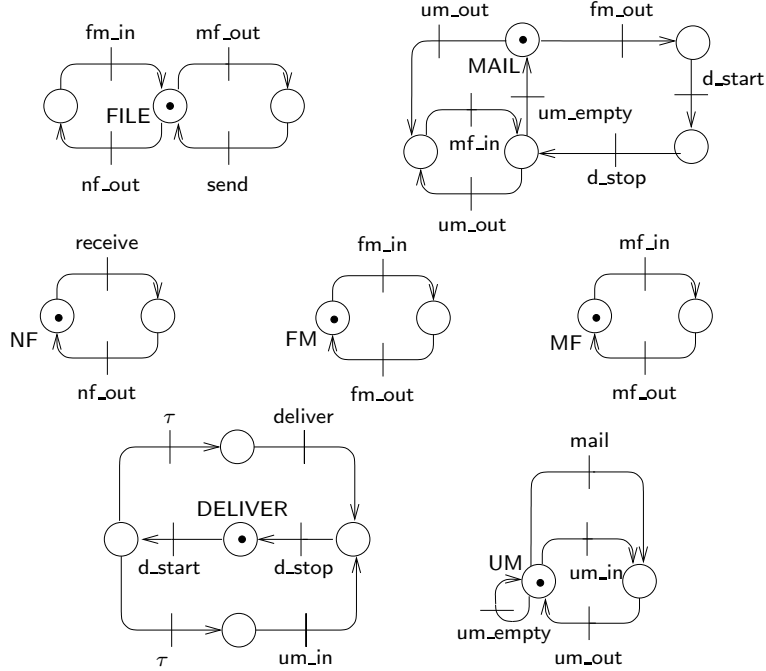 fm_in
mf_out
FILE
nf_out
send
um_out
fm_out
MAIL
d_start
um_empty
mf_in
d_stop
um_out
receive
NF
nf_out
fm_in
FM
fm_out
mf_in
MF
mf_out
τ
deliver
DELIVER
d_start
d_stop
τ
um_in
mail
UM
um_in
um_empty
um_out